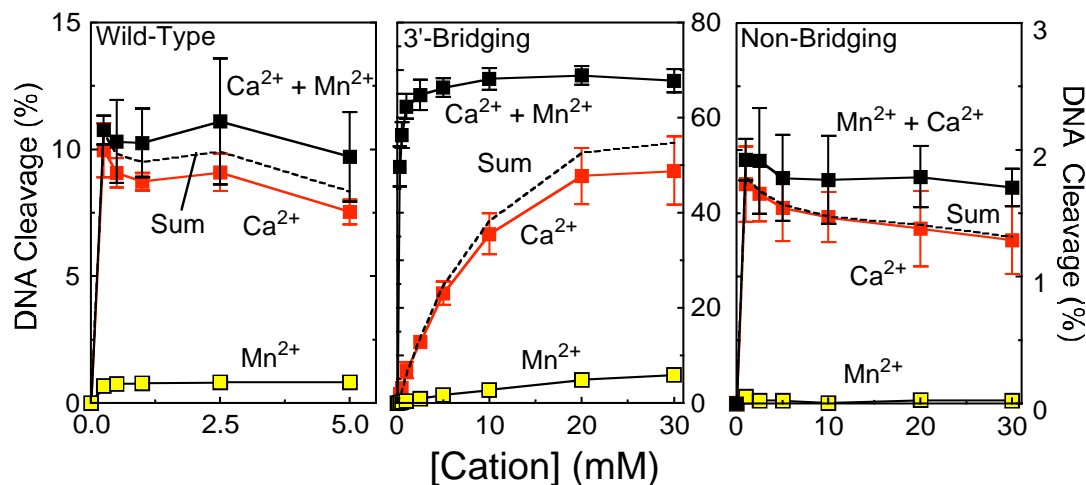 Wild-Type
3'-Bridging
Non-Bridging
DNA Cleavage (%)
15
10
5
0
Ca²⁺ + Mn²⁺
Sum
Ca²⁺
Mn²⁺
0.0
2.5
5.0
80
60
40
20
0
Ca²⁺ + Mn²⁺
Sum
Ca²⁺
Mn²⁺
0
10
20
30
3
2
1
0
Mn²⁺ + Ca²⁺
Sum
Ca²⁺
Mn²⁺
0
10
20
30
DNA Cleavage
(%)
[Cation] (mM)